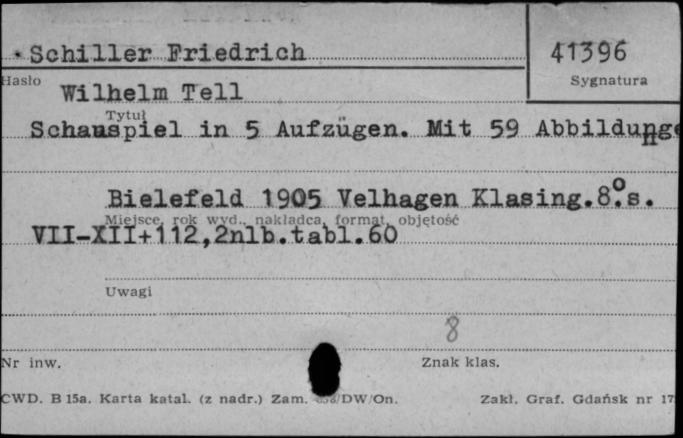 Schiller Friedrich
41396
Hasło
Sygnatura
Wilhelm Tell
Tytuł
Schauspiel in 5 Aufzügen. Mit 59 Abbildunge
Bielefeld 1905 Velhagen Klasing.8.°s.
Miejsce, rok wyd., nakładca, format, objętość
VII-XII+112,2nlb.tabl.60
Uwagi
8
Nr inw.
Znak klas.
CWD. B 15a. Karta katal. (z nadr.) Zam. /DW/On.
Zakł. Graf. Gdańsk nr 17